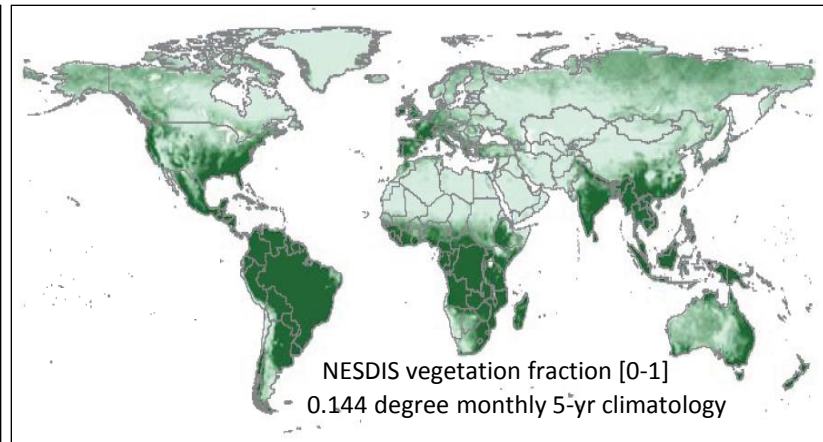 NESDIS vegetation fraction [0-1]
0.144 degree monthly 5-yr climatology